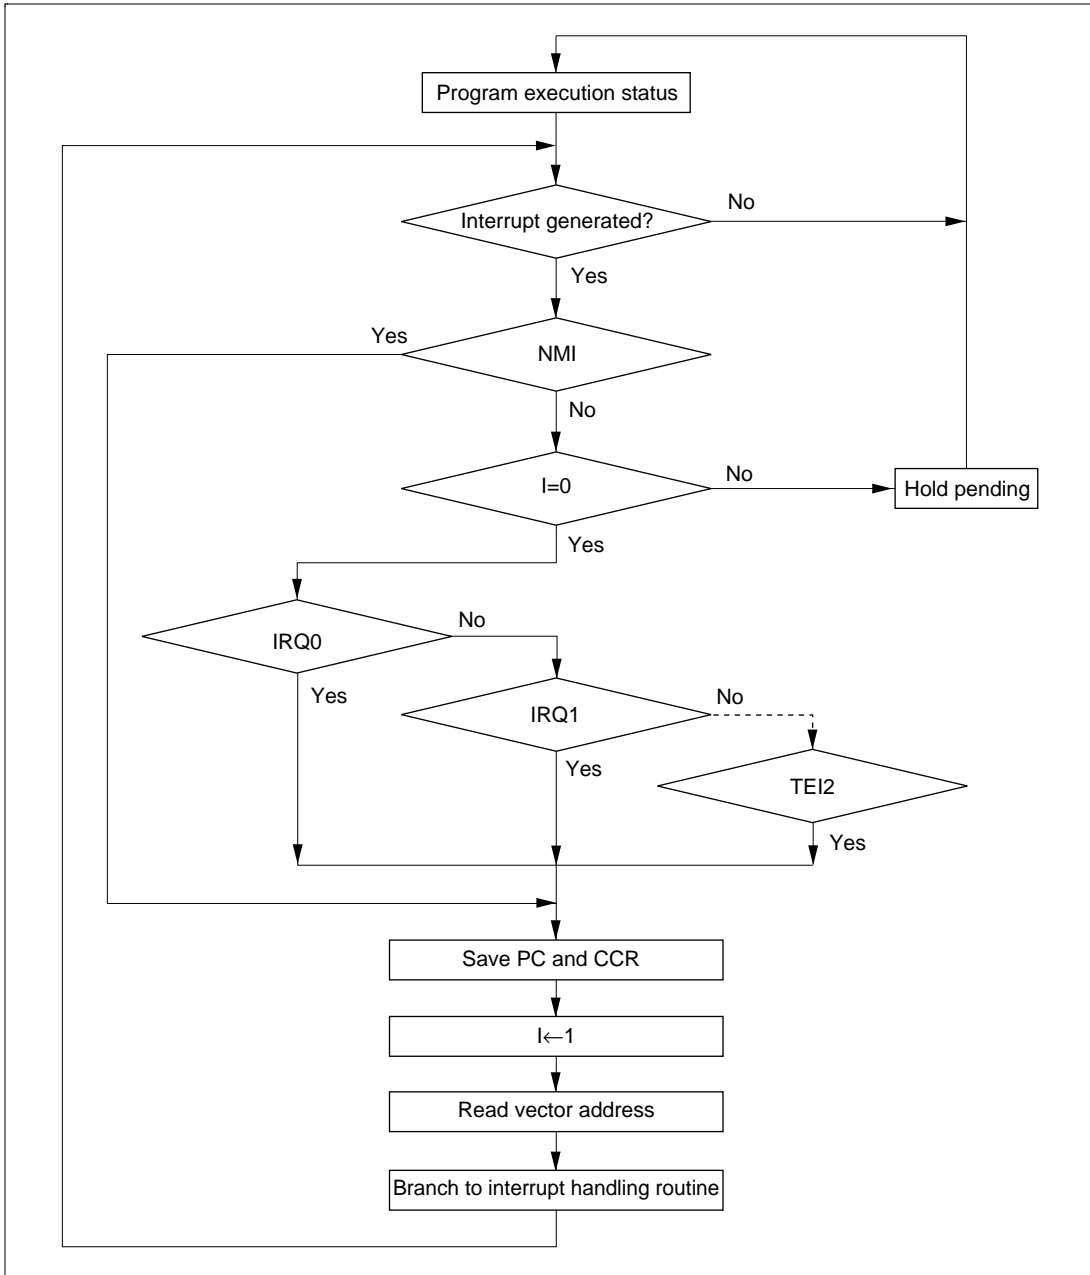 Program execution status
Interrupt generated?
No
Yes
Yes
NMI
No
I=0
No
Hold pending
Yes
IRQ0
No
Yes
IRQ1
No
Yes
TEI2
Yes
Save PC and CCR
I←1
Read vector address
Branch to interrupt handling routine